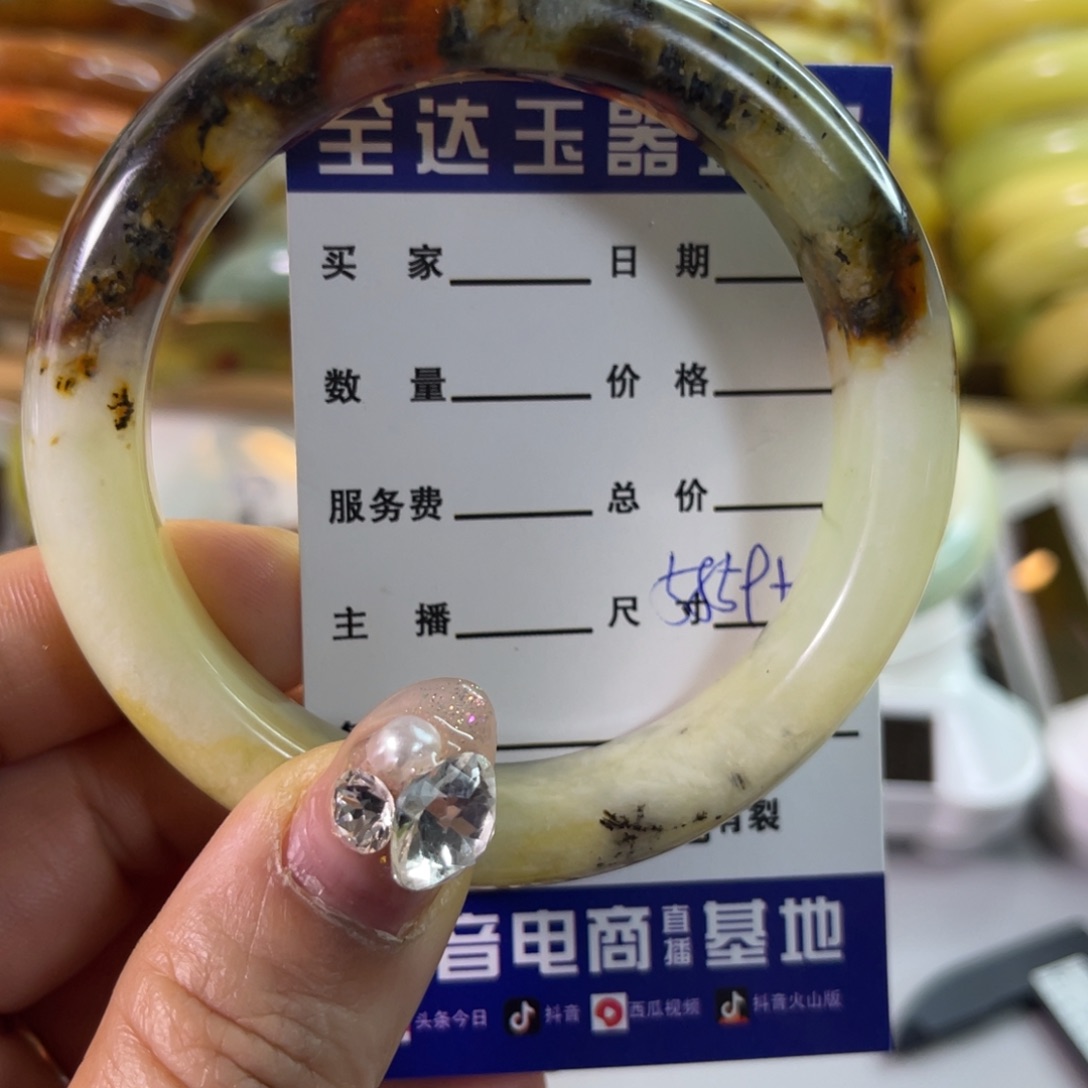 全达玉器
买家 日期
数量 价格
服务费 总价
主播 尺寸 5859+
有裂
音电商直播基地
头条今日 抖音 西瓜视频 抖音火山版